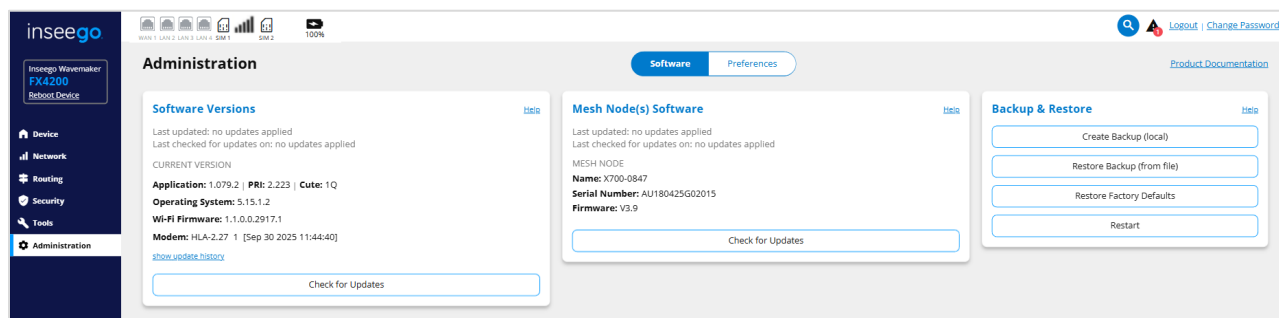 inseego
WAN 1 LAN 2 LAN 3 LAN 4 SIM 1 SIM 2 100%
1
Logout | Change Password
Inseego Wavemaker
FX4200
Reboot Device
Device
Network
Routing
Security
Tools
Administration
Administration
Software Preferences
Product Documentation
Software Versions Help
Last updated: no updates applied
Last checked for updates on: no updates applied
CURRENT VERSION
Application: 1.079.2 | PRI: 2.223 | Cute: 1Q
Operating System: 5.15.1.2
Wi-Fi Firmware: 1.1.0.0.2917.1
Modem: HLA-2.27 1 [Sep 30 2025 11:44:40]
show update history
Check for Updates
Mesh Node(s) Software Help
Last updated: no updates applied
Last checked for updates on: no updates applied
MESH NODE
Name: X700-0847
Serial Number: AU180425G02015
Firmware: V3.9
Check for Updates
Backup & Restore Help
Create Backup (local)
Restore Backup (from file)
Restore Factory Defaults
Restart